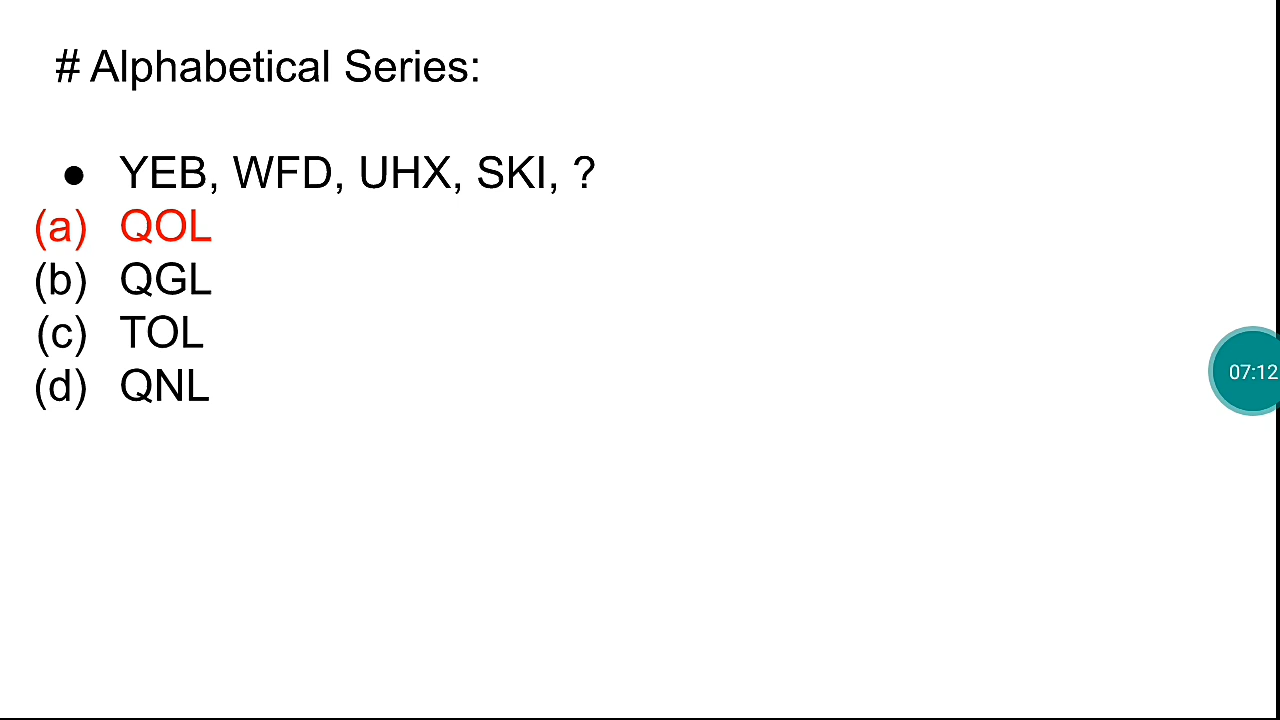 # Alphabetical Series:
● YEB, WFD, UHX, SKI, ?
(a) QOL
(b) QGL
(c) TOL
(d) QNL
07:12